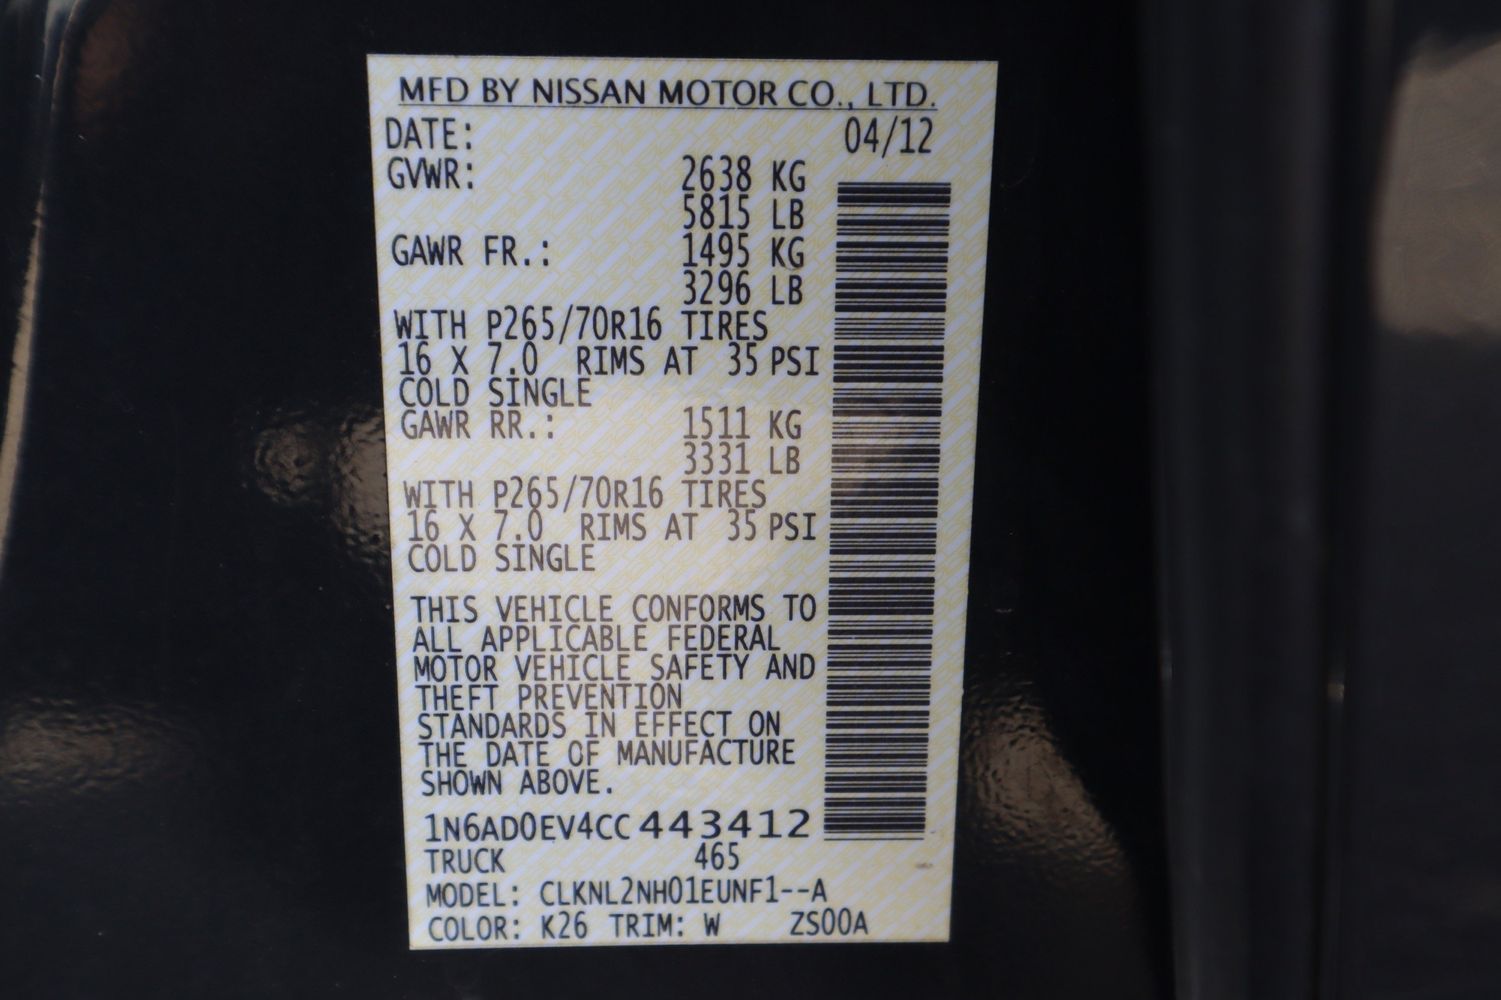 MFD BY NISSAN MOTOR CO., LTD.
DATE: 04/12
GVWR: 2638 KG
5815 LB
GAWR FR.: 1495 KG
3296 LB
WITH P265/70R16 TIRES
16 X 7.0 RIMS AT 35 PSI
COLD SINGLE
GAWR RR.: 1511 KG
3331 LB
WITH P265/70R16 TIRES
16 X 7.0 RIMS AT 35 PSI
COLD SINGLE
THIS VEHICLE CONFORMS TO
ALL APPLICABLE FEDERAL
MOTOR VEHICLE SAFETY AND
THEFT PREVENTION
STANDARDS IN EFFECT ON
THE DATE OF MANUFACTURE
SHOWN ABOVE.
1N6AD0EV4CC443412
TRUCK 465
MODEL: CLKNL2NH01EUNF1--A
COLOR: K26 TRIM: W ZS00A